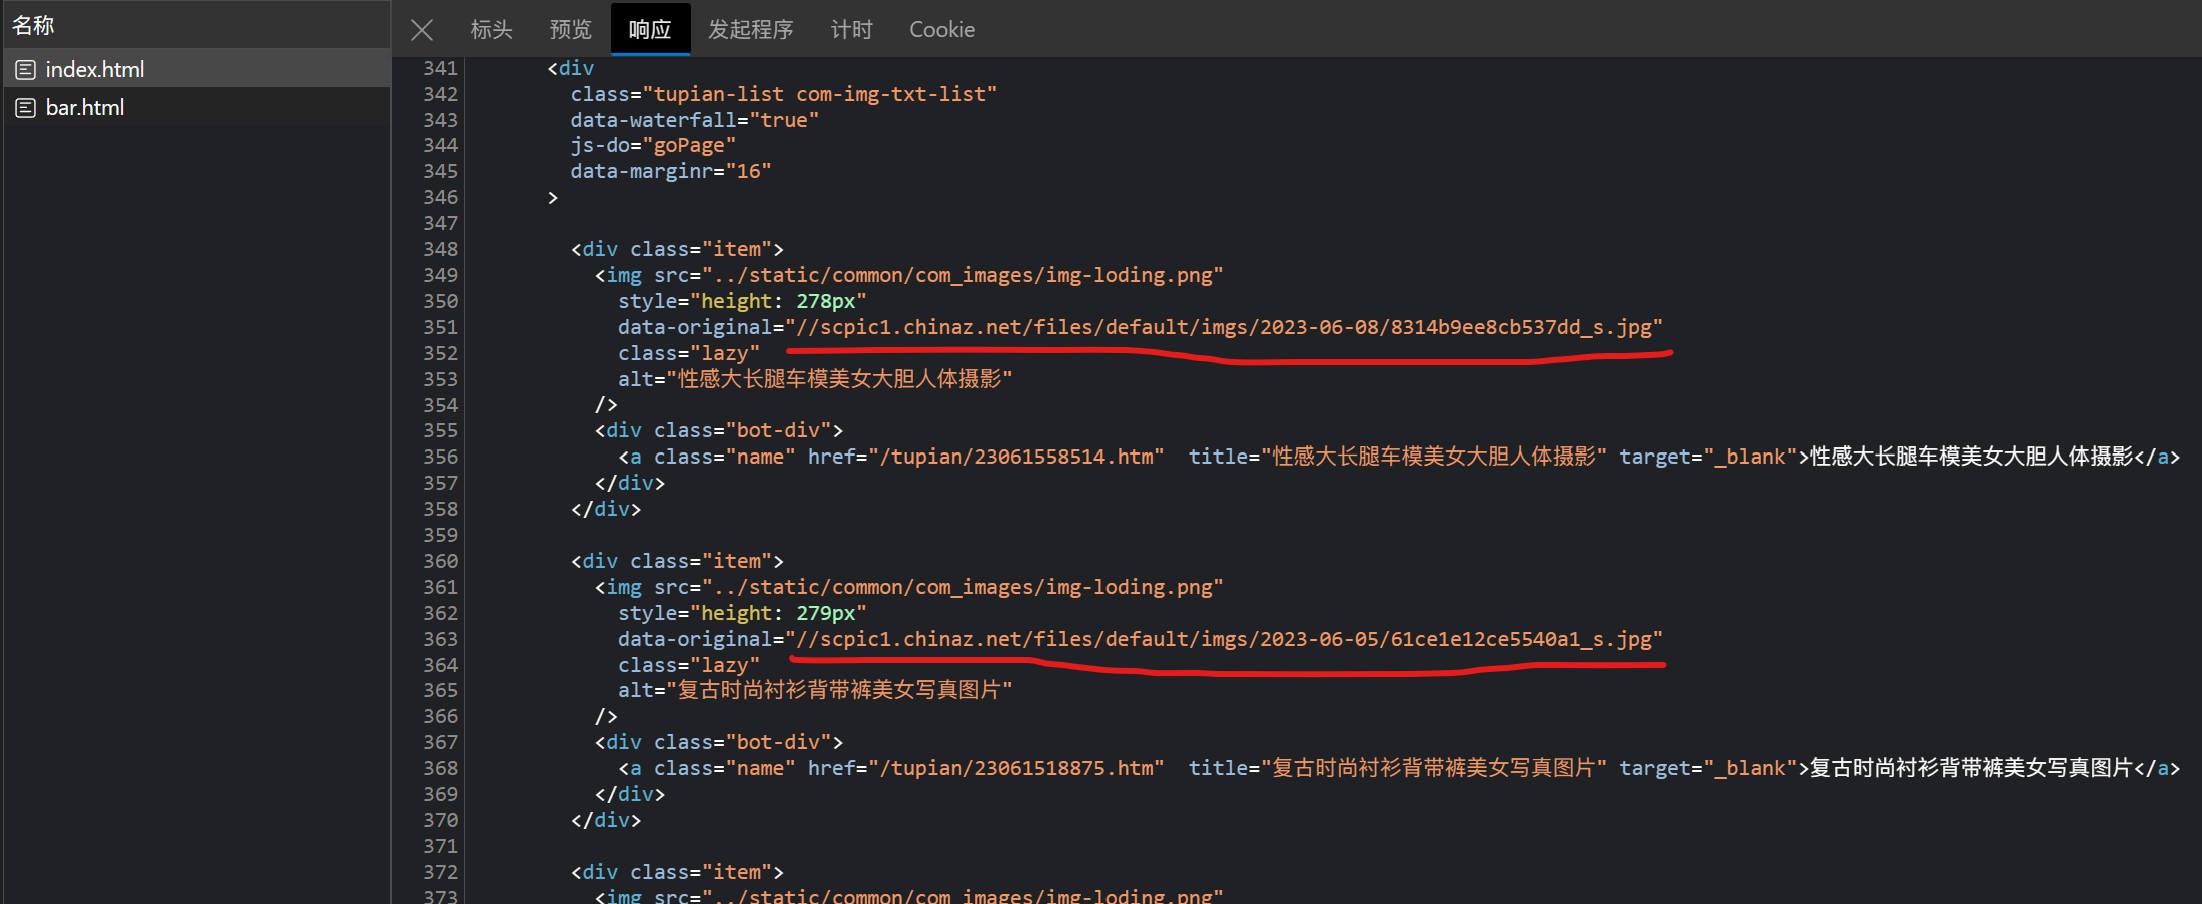 名称
index.html
bar.html
标头 预览 响应 发起程序 计时 Cookie
341 <div
342 class="tupian-list com-img-txt-list"
343 data-waterfall="true"
344 js-do="goPage"
345 data-marginr="16"
346 >
347
348 <div class="item">
349 <img src="../static/common/com_images/img-loding.png"
350 style="height: 278px"
351 data-original="//scpic1.chinaz.net/files/default/imgs/2023-06-08/8314b9ee8cb537dd_s.jpg"
352 class="lazy"
353 alt="性感大长腿车模美女大胆人体摄影"
354 />
355 <div class="bot-div">
356 <a class="name" href="/tupian/23061558514.htm"  title="性感大长腿车模美女大胆人体摄影" target="_blank">性感大长腿车模美女大胆人体摄影</a>
357 </div>
358 </div>
359
360 <div class="item">
361 <img src="../static/common/com_images/img-loding.png"
362 style="height: 279px"
363 data-original="//scpic1.chinaz.net/files/default/imgs/2023-06-05/61ce1e12ce5540a1_s.jpg"
364 class="lazy"
365 alt="复古时尚衬衫背带裤美女写真图片"
366 />
367 <div class="bot-div">
368 <a class="name" href="/tupian/23061518875.htm"  title="复古时尚衬衫背带裤美女写真图片" target="_blank">复古时尚衬衫背带裤美女写真图片</a>
369 </div>
370 </div>
371
372 <div class="item">
373 <img src="../static/common/com_images/img-loding.png"